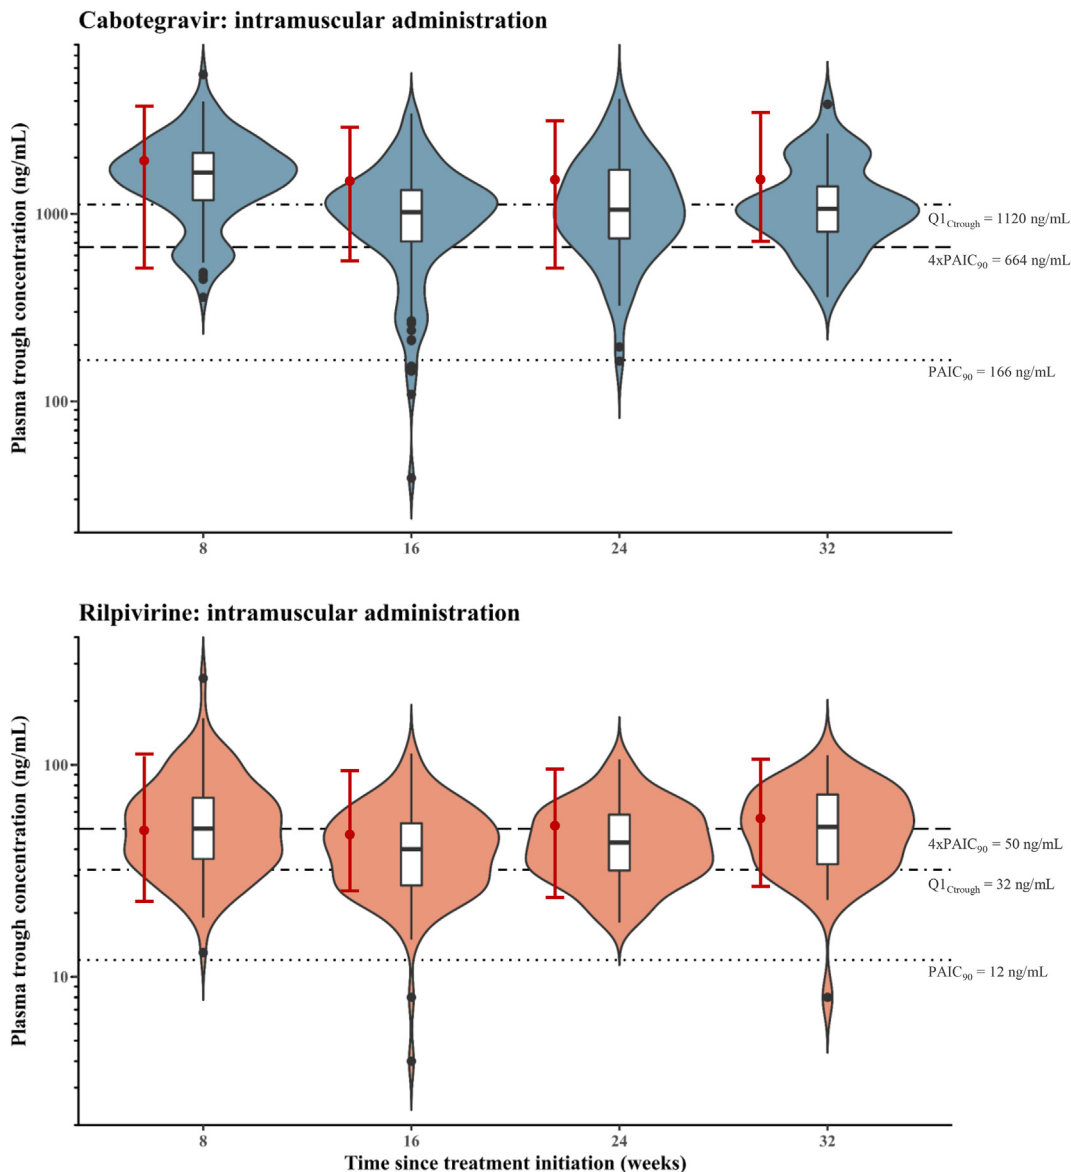 Cabotegravir: intramuscular administration
Plasma trough concentration (ng/mL)
1000
100
Q1Ctrough = 1120 ng/mL
4xPAIC90 = 664 ng/mL
PAIC90 = 166 ng/mL
8 16 24 32
Rilpivirine: intramuscular administration
Plasma trough concentration (ng/mL)
100
10
4xPAIC90 = 50 ng/mL
Q1Ctrough = 32 ng/mL
PAIC90 = 12 ng/mL
8 16 24 32
Time since treatment initiation (weeks)